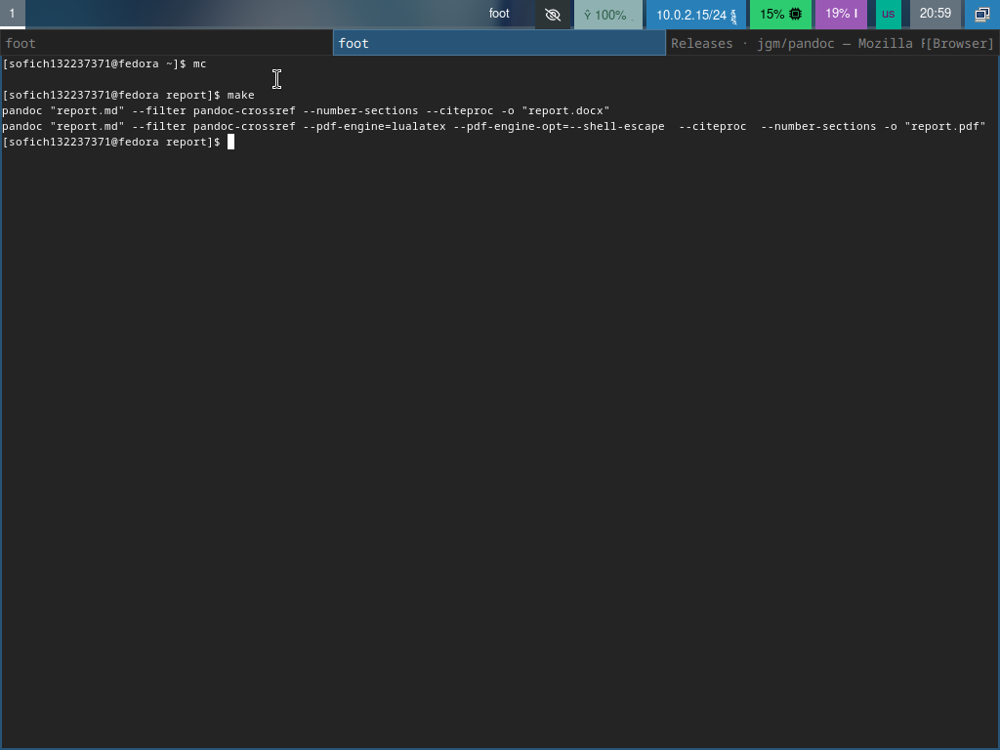 1
foot
100%
10.0.2.15/24
15%
19%
us
20:59
foot
foot
Releases · jgm/pandoc — Mozilla F[Browser]
[sofich132237371@fedora ~]$ mc
[sofich132237371@fedora report]$ make
pandoc "report.md" --filter pandoc-crossref --number-sections --citeproc -o "report.docx"
pandoc "report.md" --filter pandoc-crossref --pdf-engine=lualatex --pdf-engine-opt=--shell-escape  --citeproc  --number-sections -o "report.pdf"
[sofich132237371@fedora report]$